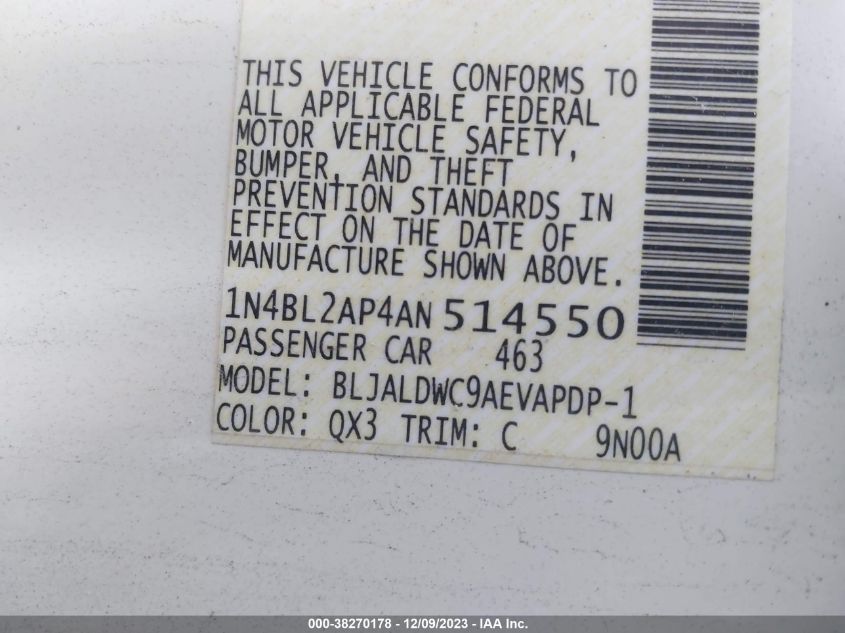 THIS VEHICLE CONFORMS TO
ALL APPLICABLE FEDERAL
MOTOR VEHICLE SAFETY,
BUMPER, AND THEFT
PREVENTION STANDARDS IN
EFFECT ON THE DATE OF
MANUFACTURE SHOWN ABOVE.
1N4BL2AP4AN514550
PASSENGER CAR 463
MODEL: BLJALDWC9AEVAPDP-1
COLOR: QX3 TRIM: C 9N00A
000-38270178 - 12/09/2023 - IAA Inc.